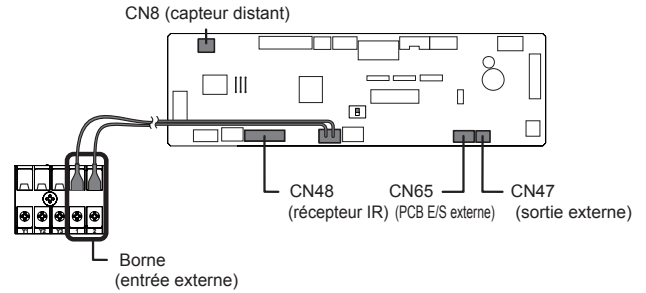 CN8 (capteur distant)
CN48
(récepteur IR)
CN65
(PCB E/S externe)
CN47
(sortie externe)
Borne
(entrée externe)